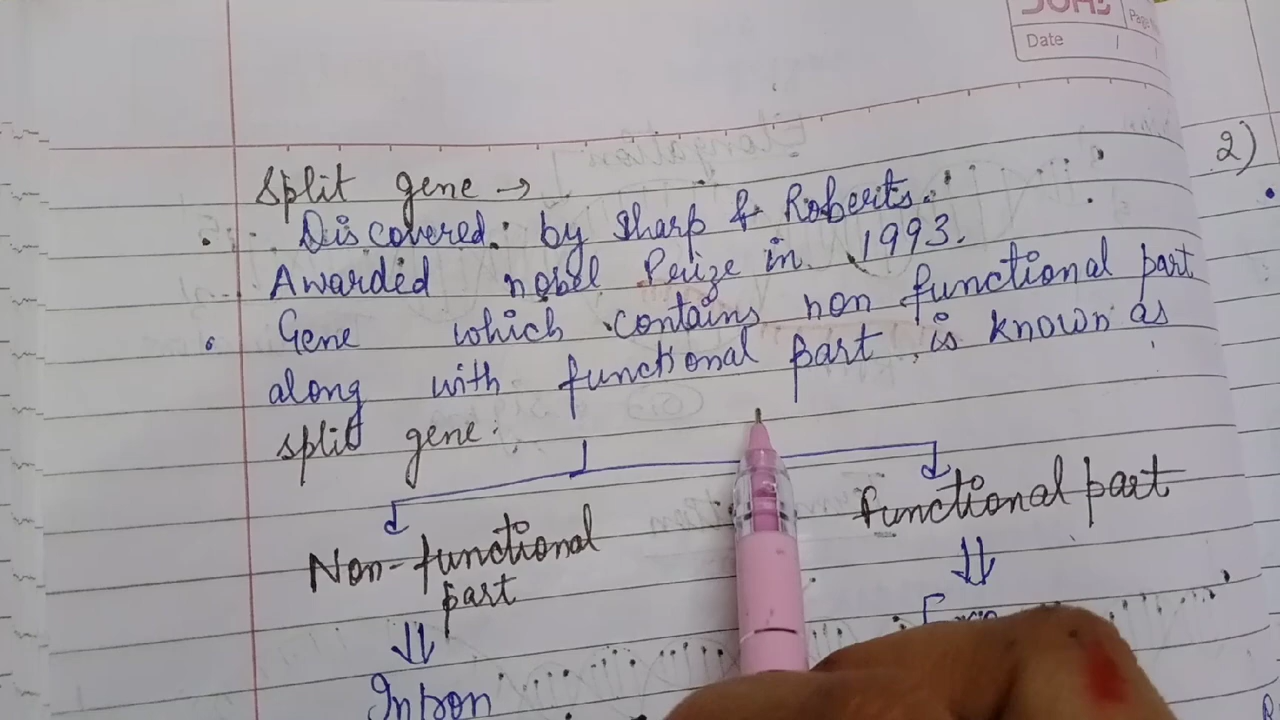 Date
2)
Split gene →
• Discovered by Sharp & Roberts.
Awarded nobel Prize in 1993.
• Gene which contains non functional part
along with functional part is known as
split gene.
Non-functional
part
functional part
Intron